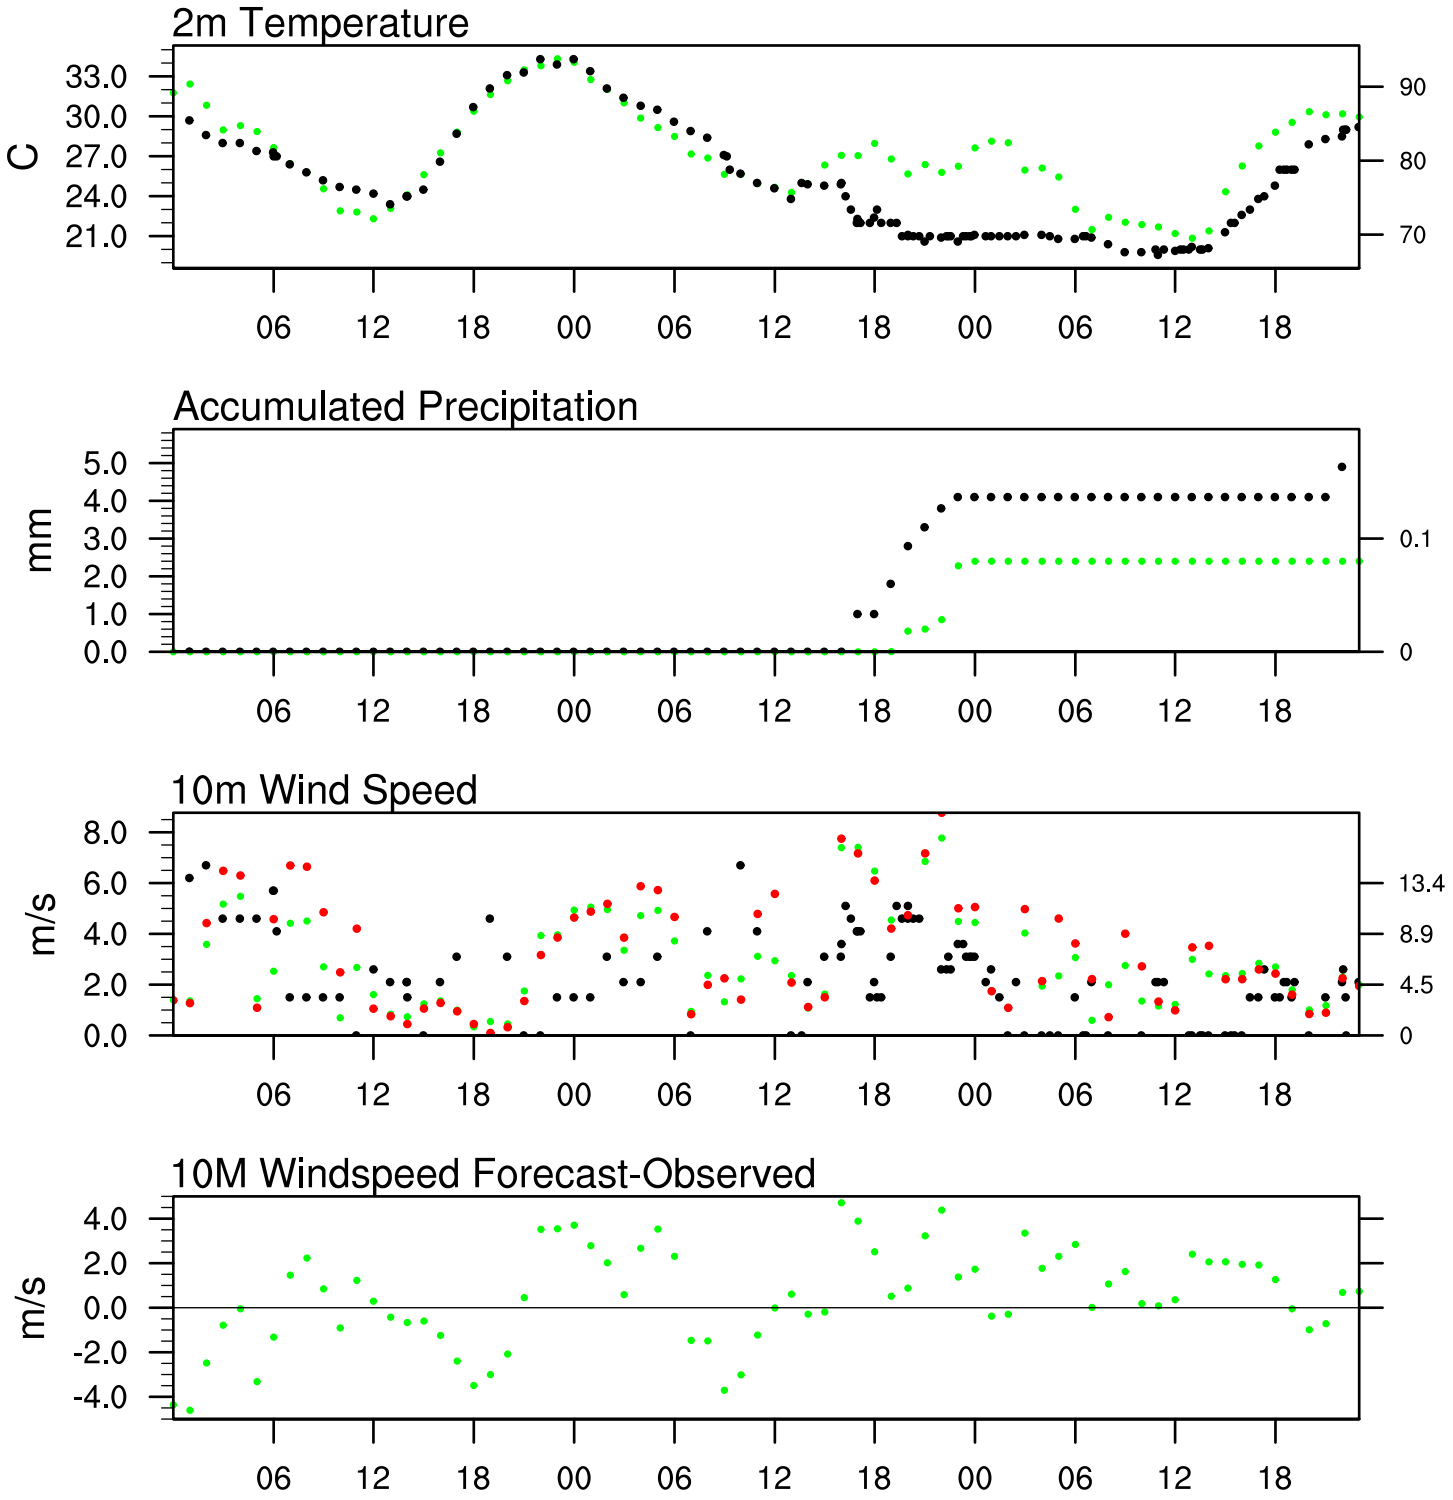 2m Temperature
33.0
30.0
27.0
24.0
21.0
C
90
80
70
06 12 18 00 06 12 18 00 06 12 18
Accumulated Precipitation
5.0
4.0
3.0
2.0
1.0
0.0
mm
0.1
0
06 12 18 00 06 12 18 00 06 12 18
10m Wind Speed
8.0
6.0
4.0
2.0
0.0
m/s
13.4
8.9
4.5
0
06 12 18 00 06 12 18 00 06 12 18
10M Windspeed Forecast-Observed
4.0
2.0
0.0
-2.0
-4.0
m/s
06 12 18 00 06 12 18 00 06 12 18